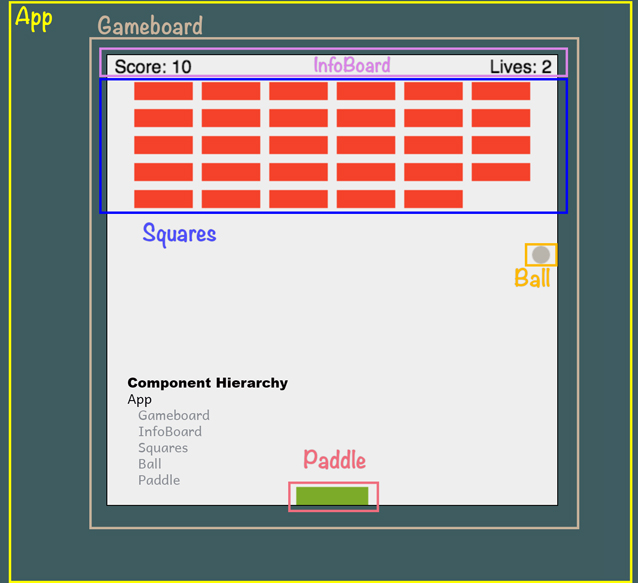 App
Gameboard
Score: 10 InfoBoard Lives: 2
Squares
Ball
Component Hierarchy
App
Gameboard
InfoBoard
Squares
Ball
Paddle
Paddle